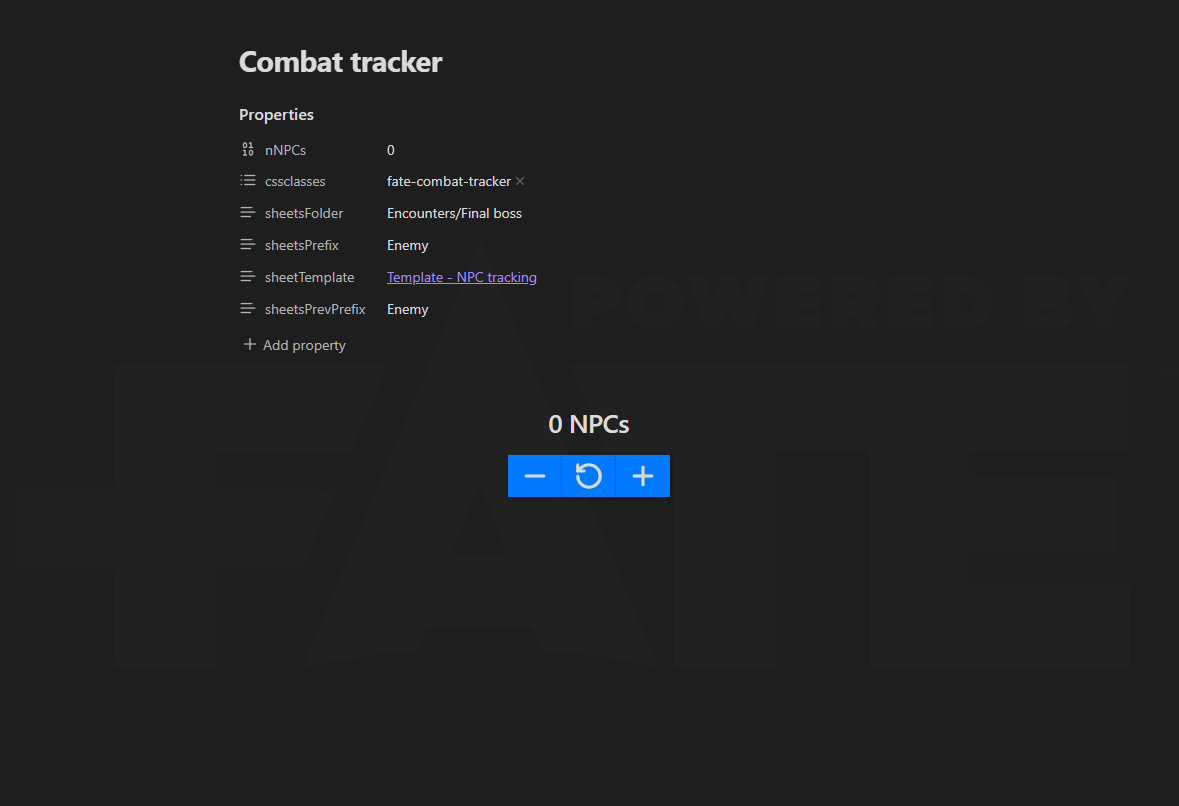 Combat tracker
Properties
nNPCs 0
cssclasses fate-combat-tracker
sheetsFolder Encounters/Final boss
sheetsPrefix Enemy
sheetTemplate Template - NPC tracking
sheetsPrevPrefix Enemy
Add property
POWERED BY
FATE™
0 NPCs